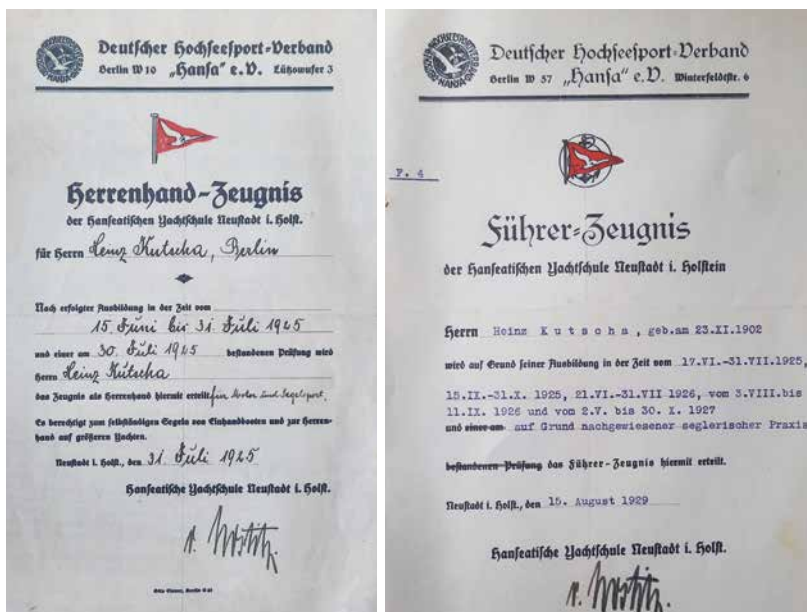 Deutscher Hochseesport-Verband
Berlin W 10 „Hansa“ e.V. Lützowufer 3
Herrenhand-Zeugnis
der Hanseatischen Yachtschule Neustadt i. Holst.
für Herrn Heinz Kutscha, Berlin
Nach erfolgter Ausbildung in der Zeit vom
15. Juni bis 31. Juli 1925
und einer am 30. Juli 1925 bestandenen Prüfung wird
Herrn Heinz Kutscha
das Zeugnis als Herrenhand hiermit erteilt für Motor und Segelsport.
Es berechtigt zum selbständigen Segeln von Einhandbooten und zur Herren-
hand auf größeren Yachten.
Neustadt i. Holst., den 31. Juli 1925
Hanseatische Yachtschule Neustadt i. Holst.
Deutscher Hochseesport-Verband
Berlin W 57 „Hansa“ e.V. Winterfeldtstr. 6
F. 4
Führer-Zeugnis
der Hanseatischen Yachtschule Neustadt i. Holstein
Herrn Heinz Kutscha, geb.am 23.XI.1902
wird auf Grund seiner Ausbildung in der Zeit vom 17.VI.-31.VII.1925,
15.IX.-31.X. 1925, 21.VI.-31.VII 1926, vom 3.VIII.bis
11.IX. 1926 und vom 2.V. bis 30. X. 1927
und einer am auf Grund nachgewiesener seglerischer Praxis
bestandenen Prüfung das Führer-Zeugnis hiermit erteilt.
Neustadt i. Holst., den 15. August 1929
Hanseatische Yachtschule Neustadt i. Holst.